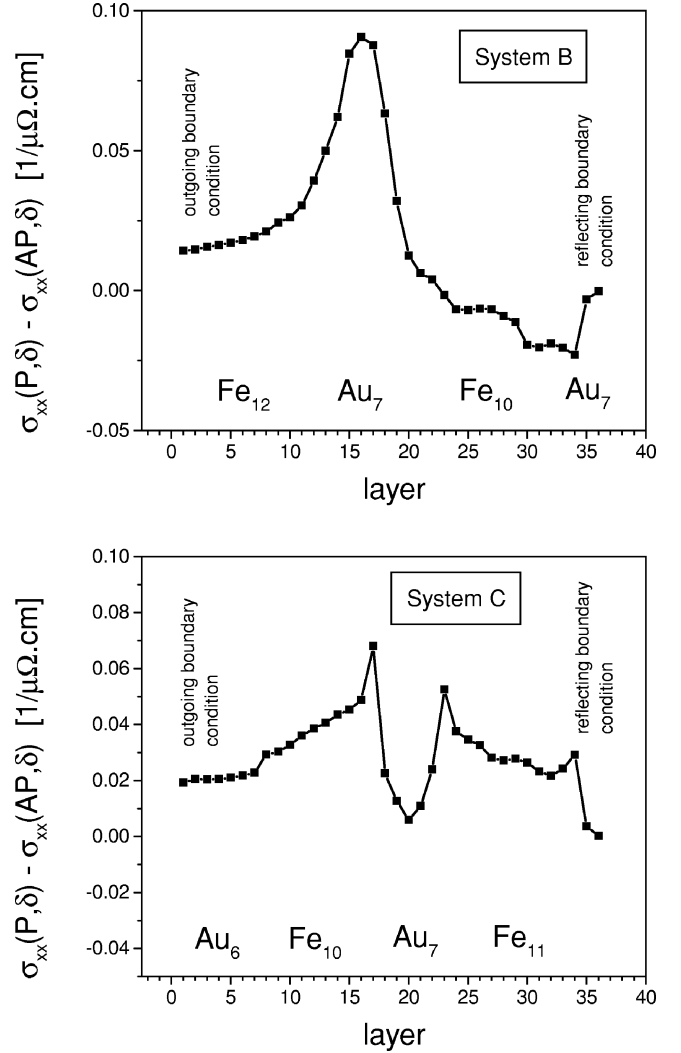 σxx(P,δ) - σxx(AP,δ) [1/μΩ.cm]
0.10
0.05
0.00
-0.05
System B
outgoing boundary
condition
reflecting boundary
condition
Fe12 Au7 Fe10 Au7
0 5 10 15 20 25 30 35 40
layer
σxx(P,δ) - σxx(AP,δ) [1/μΩ.cm]
0.10
0.08
0.06
0.04
0.02
0.00
-0.02
-0.04
System C
outgoing boundary
condition
reflecting boundary
condition
Au6 Fe10 Au7 Fe11
0 5 10 15 20 25 30 35 40
layer